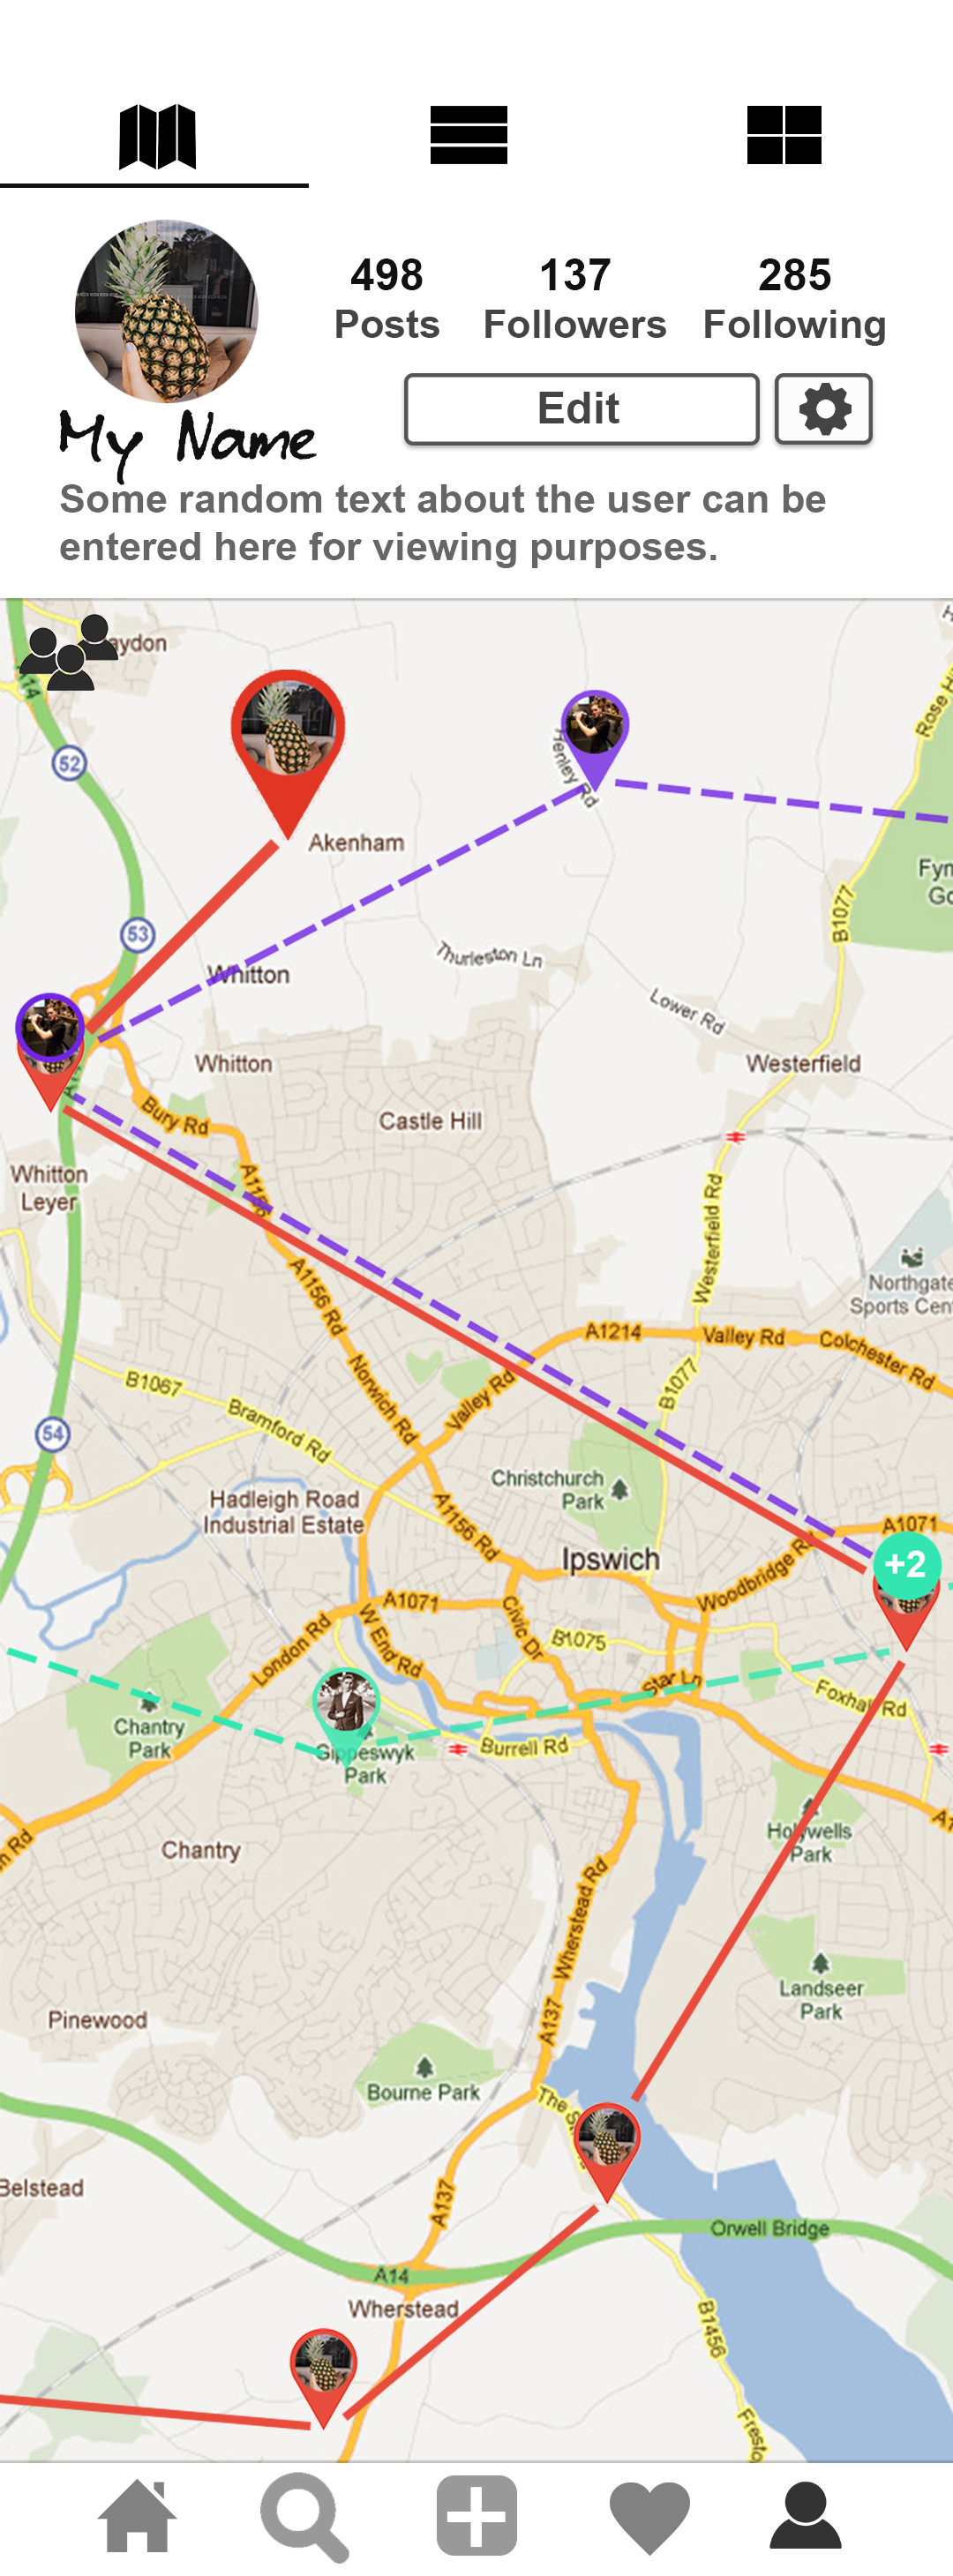 498
137
285
Posts
Followers
Following
Edit
My Name
Some random text about the user can be
entered here for viewing purposes.
52
Akenham
Henley Rd
Rose
B1077
53
Whitton
Thurleston Ln
Lower Rd
Whitton
Westerfield
Castle Hill
Bury Rd
Whitton
Leyer
A1156
Westerfield Rd
Northgate
Sports Cen
A1156 Rd
A1214
Valley Rd
Colchester Rd
B1067
Norwich Rd
Valley Rd
B1077
Bramford Rd
54
Christchurch
Park
Hadleigh Road
Industrial Estate
A1156 Rd
A1071
Ipswich
+2
Woodbridge Rd
A1071
W End Rd
Civic Dr
London Rd
B1075
Star Ln
Foxhall Rd
Chantry
Park
Gippeswyk
Park
Burrell Rd
Holywells
Park
Chantry
Wherstead Rd
Landseer
Park
Pinewood
A137
Bourne Park
The S
Belstead
A137
Orwell Bridge
A14
Wherstead
B1456
Fresto